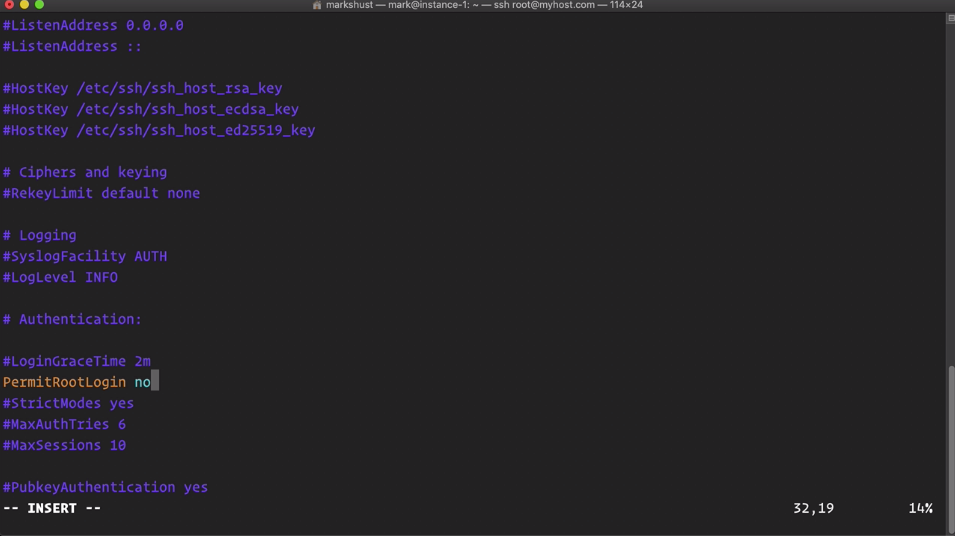 markshust — mark@instance-1: ~ — ssh root@myhost.com — 114×24
#ListenAddress 0.0.0.0
#ListenAddress ::
#HostKey /etc/ssh/ssh_host_rsa_key
#HostKey /etc/ssh/ssh_host_ecdsa_key
#HostKey /etc/ssh/ssh_host_ed25519_key
# Ciphers and keying
#RekeyLimit default none
# Logging
#SyslogFacility AUTH
#LogLevel INFO
# Authentication:
#LoginGraceTime 2m
PermitRootLogin no
#StrictModes yes
#MaxAuthTries 6
#MaxSessions 10
#PubkeyAuthentication yes
-- INSERT -- 32,19 14%